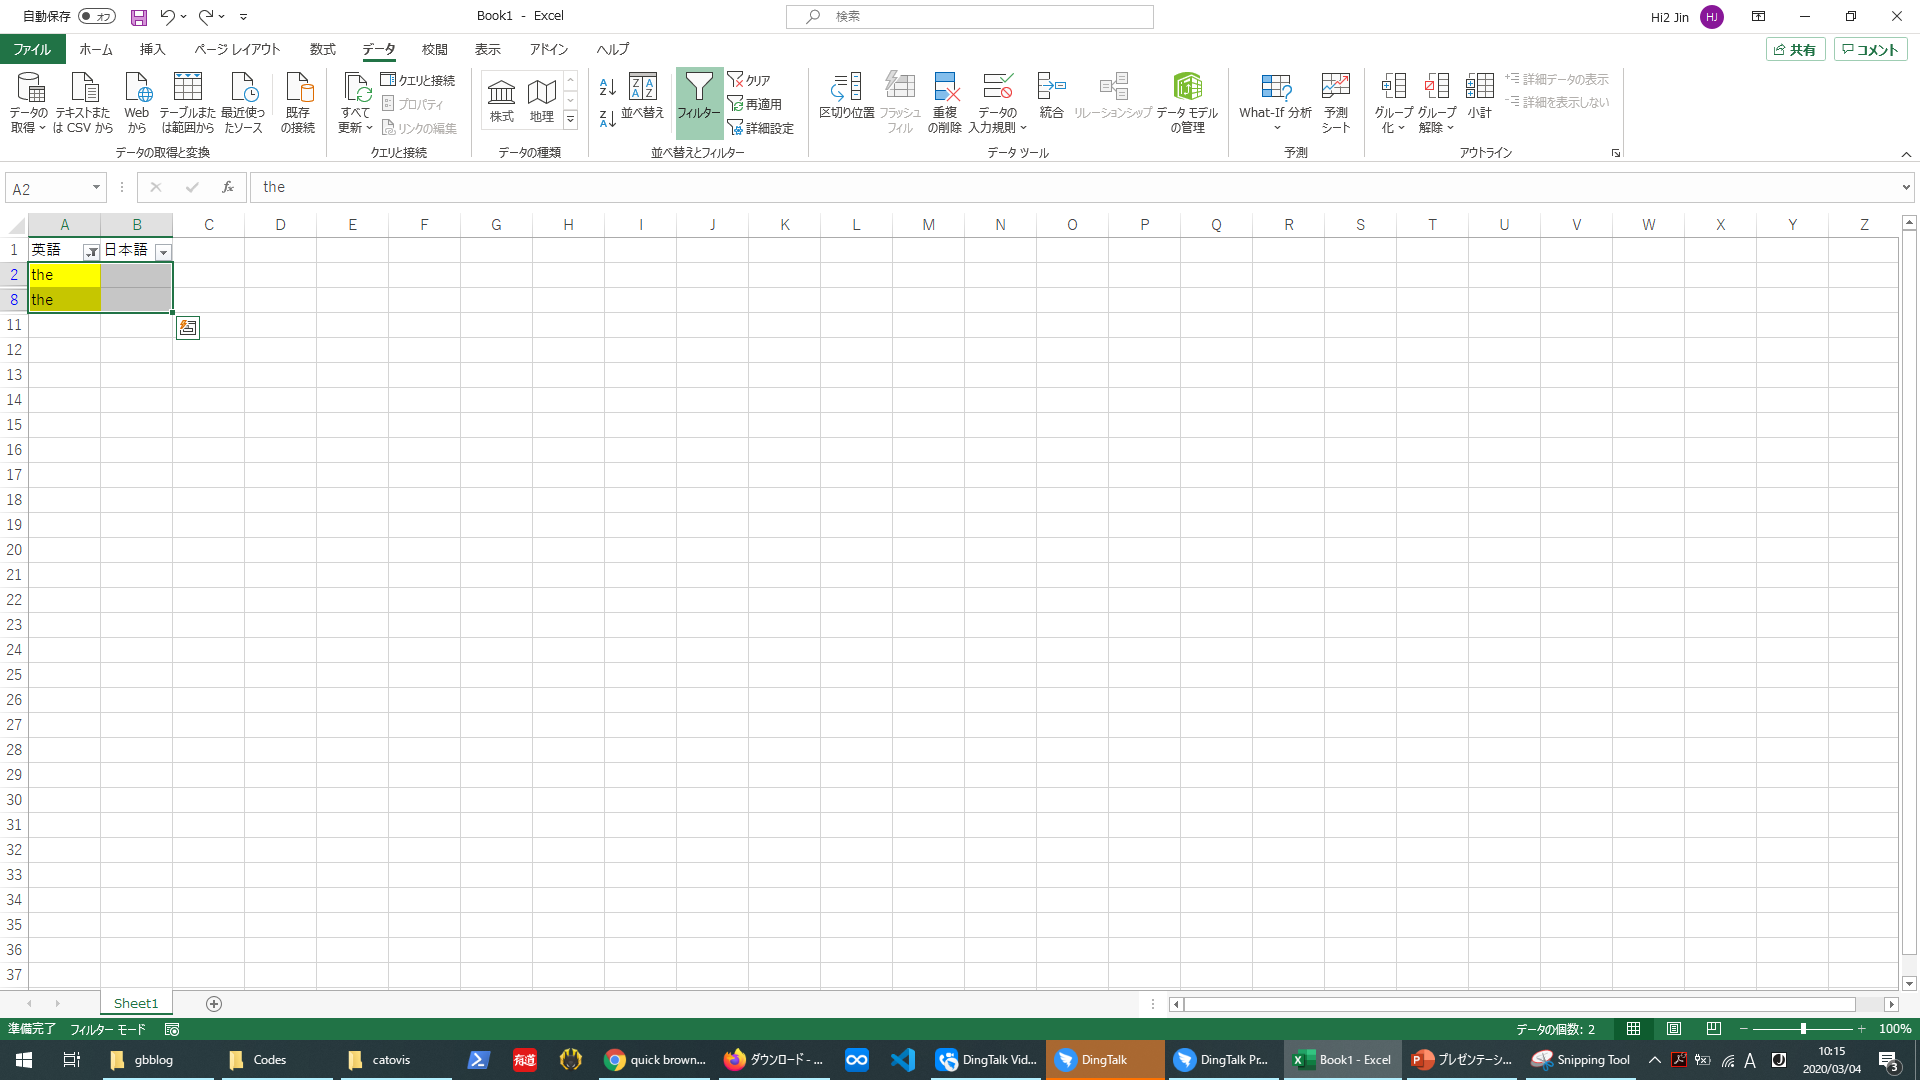 自動保存 オフ Book1 - Excel 検索 Hi2 Jin HJ
ファイル ホーム 挿入 ページ レイアウト 数式 データ 校閲 表示 アドイン ヘルプ 共有 コメント
データの取得 テキストまたは CSV から Web から テーブルまたは範囲から 最近使ったソース 既存の接続
データの取得と変換
すべて更新 クエリと接続 プロパティ リンクの編集
クエリと接続
株式 地理
データの種類
並べ替え フィルター クリア 再適用 詳細設定
並べ替えとフィルター
区切り位置 フラッシュ フィル 重複の削除 データの入力規則 統合 リレーションシップ データ モデルの管理
データ ツール
What-If 分析 予測シート
予測
グループ化 グループ解除 小計 詳細データの表示 詳細を表示しない
アウトライン
A2 fx the
A B C D E F G H I J K L M N O P Q R S T U V W X Y Z
1 英語 日本語
2 the
8 the
11
12
13
14
15
16
17
18
19
20
21
22
23
24
25
26
27
28
29
30
31
32
33
34
35
36
37
Sheet1
準備完了 フィルター モード データの個数: 2 100%
gbblog Codes catovis 有道 quick brown... ダウンロード - ... DingTalk Vid... DingTalk DingTalk Pr... Book1 - Excel プレゼンテーシ... Snipping Tool A 10:15
2020/03/04 3